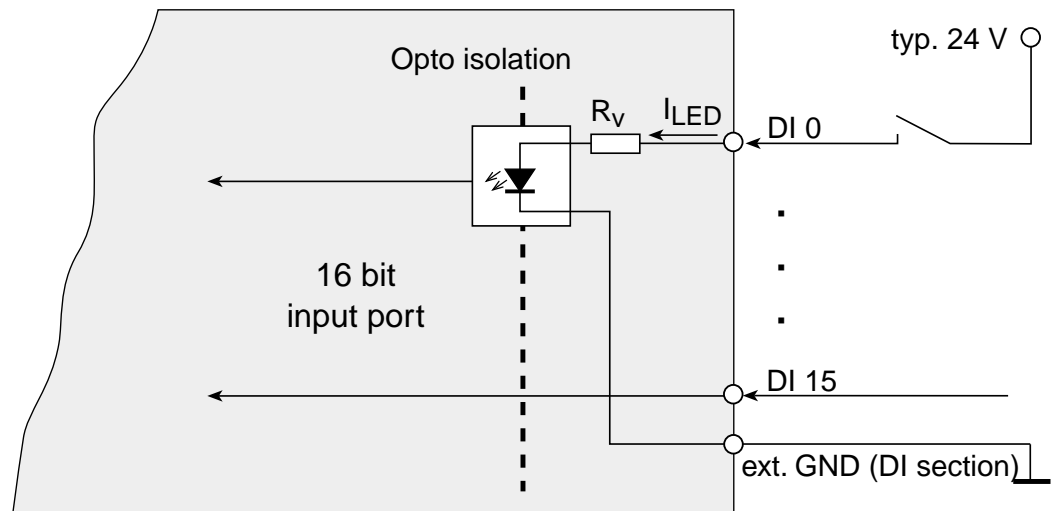 typ. 24 V
Opto isolation
Rv
ILED
DI 0
16 bit
input port
DI 15
ext. GND (DI section)